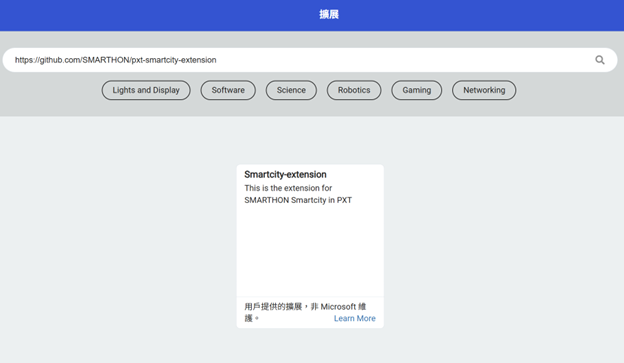 擴展
https://github.com/SMARTHON/pxt-smartcity-extension
Lights and Display
Software
Science
Robotics
Gaming
Networking
Smartcity-extension
This is the extension for
SMARTHON Smartcity in PXT
用戶提供的擴展，非 Microsoft 維
護。
Learn More